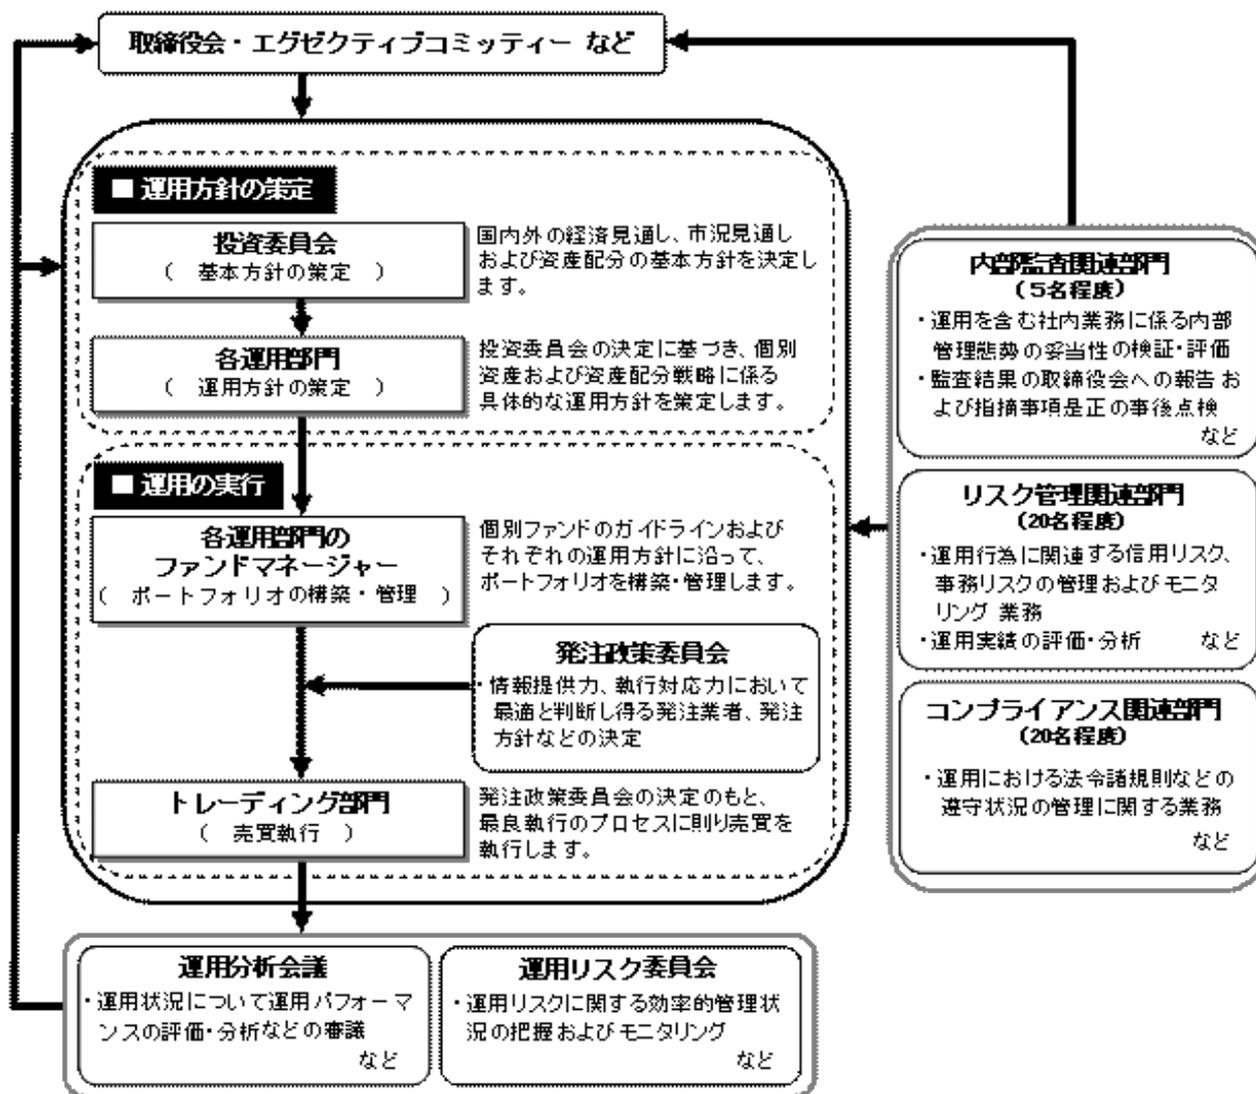 取締役会・エグゼクティブコミッティー など
■ 運用方針の策定
投資委員会
（ 基本方針の策定 ）
国内外の経済見通し、市況見通し
および資産配分の基本方針を決定し
ます。
各運用部門
（ 運用方針の策定 ）
投資委員会の決定に基づき、個別
資産および資産配分戦略に係る
具体的な運用方針を策定します。
■ 運用の実行
各運用部門の
ファンドマネージャー
（ ポートフォリオの構築・管理 ）
個別ファンドのガイドラインおよび
それぞれの運用方針に沿って、
ポートフォリオを構築・管理します。
発注政策委員会
・情報提供力、執行対応力において
最適と判断し得る発注業者、発注
方針などの決定
トレーディング部門
（ 売買執行 ）
発注政策委員会の決定のもと、
最良執行のプロセスに則り売買を
執行します。
運用分析会議
・運用状況について運用パフォーマ
ンスの評価・分析などの審議
など
運用リスク委員会
・運用リスクに関する効率的管理状
況の把握およびモニタリング
など
内部監査関連部門
（5名程度）
・運用を含む社内業務に係る内部
管理態勢の妥当性の検証・評価
・監査結果の取締役会への報告お
よび指摘事項是正の事後点検
など
リスク管理関連部門
（20名程度）
・運用行為に関連する信用リスク、
事務リスクの管理およびモニタ
リング 業務
・運用実績の評価・分析 など
コンプライアンス関連部門
（20名程度）
・運用における法令諸規則などの
遵守状況の管理に関する業務
など